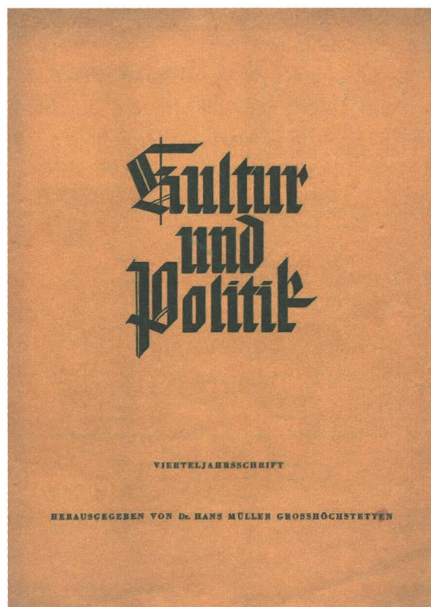 Kultur
und
Politik
VIERTELJAHRSSCHRIFT
HERAUSGEGEBEN VON Dr. HANS MÜLLER GROSSHÖCHSTETTEN